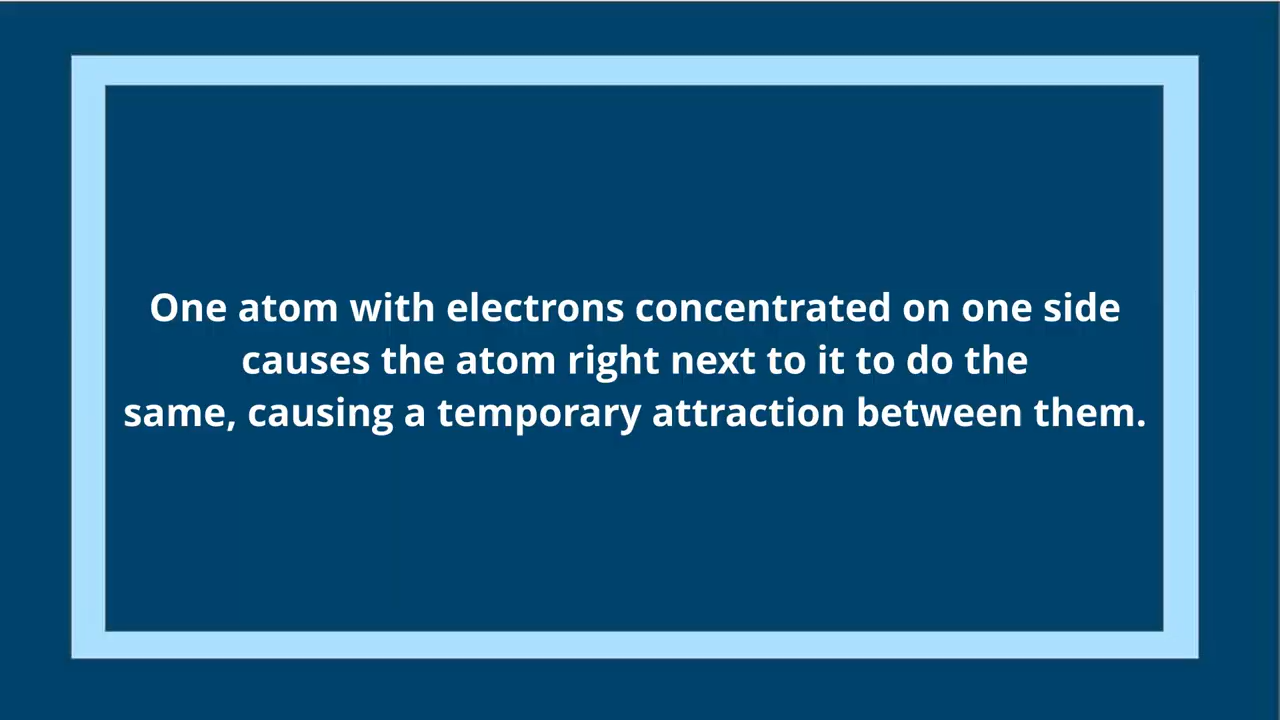 One atom with electrons concentrated on one side
causes the atom right next to it to do the
same, causing a temporary attraction between them.